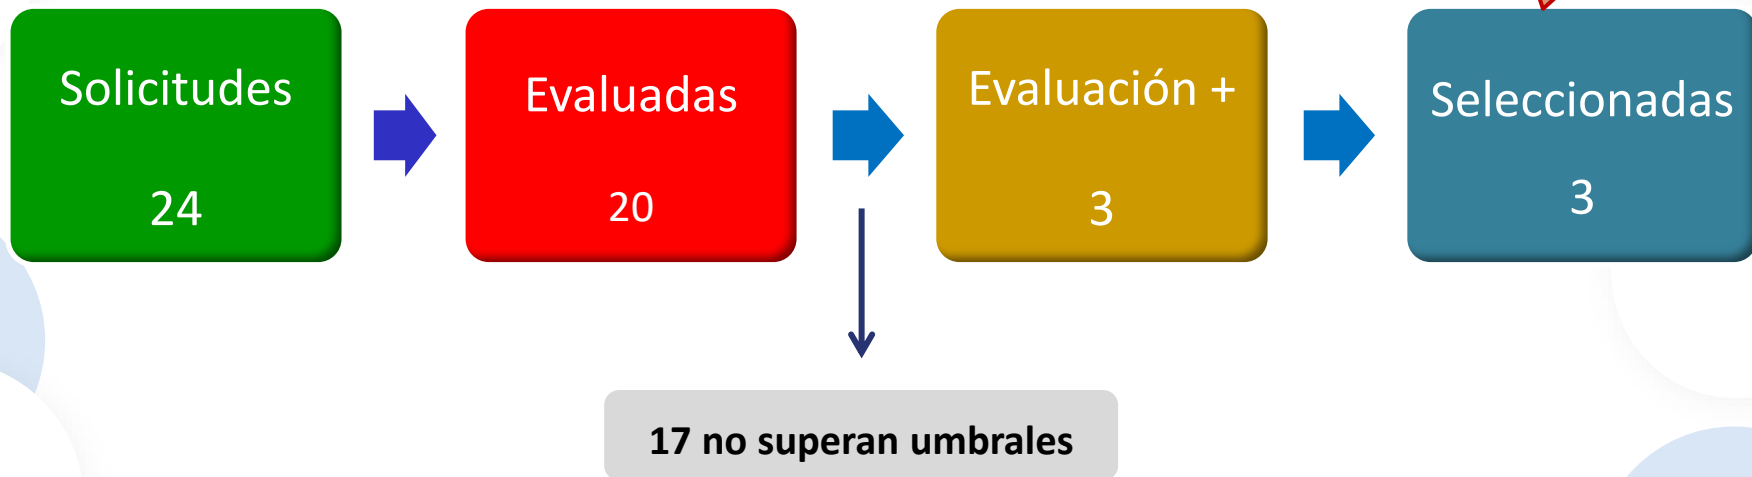 Solicitudes
24
Evaluadas
20
Evaluación +
3
Seleccionadas
3
17 no superan umbrales